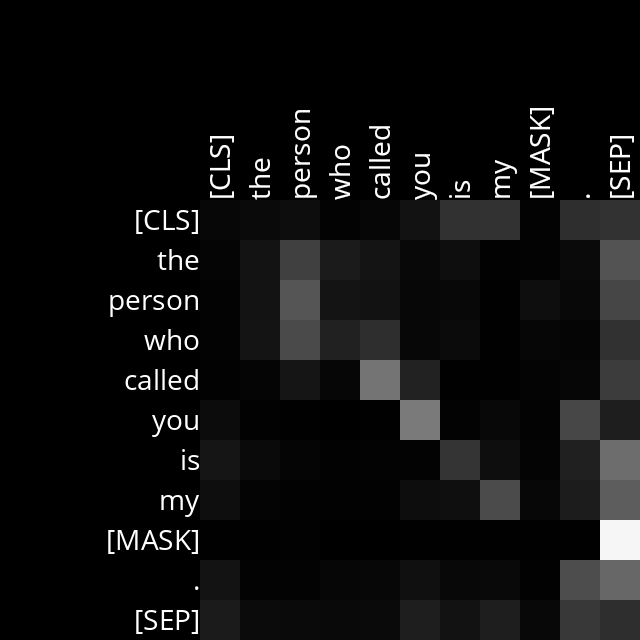 [CLS] the person who called you is my [MASK] . [SEP]
[CLS]
the
person
who
called
you
is
my
[MASK]
.
[SEP]